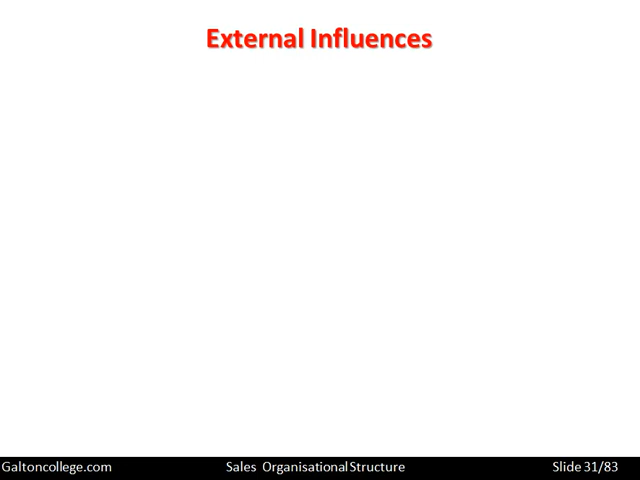 External Influences
Galtoncollege.com Sales Organisational Structure Slide 31/83